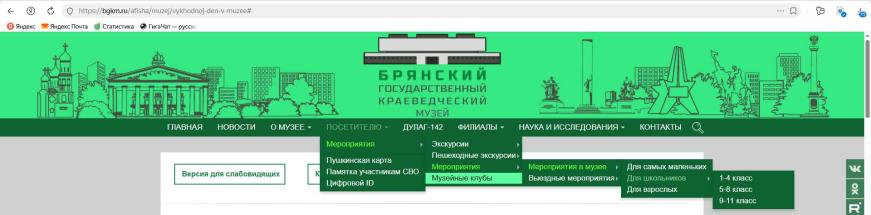 https://bgkm.ru/afisha/muzej/vykhodnoj-den-v-muzee#
Яндекс Яндекс Почта Статистика ГигаЧат — русск
БРЯНСКИЙ
ГОСУДАРСТВЕННЫЙ
КРАЕВЕДЧЕСКИЙ
МУЗЕЙ
ГЛАВНАЯ НОВОСТИ О МУЗЕЕ ПОСЕТИТЕЛЮ ДУЛАГ-142 ФИЛИАЛЫ НАУКА И ИССЛЕДОВАНИЯ КОНТАКТЫ
Мероприятия
Пушкинская карта
Памятка участникам СВО
Цифровой ID
Экскурсии
Пешеходные экскурсии
Мероприятия
Музейные клубы
Мероприятия в музее
Выездные мероприятия
Для самых маленьких
Для школьников
Для взрослых
1-4 класс
5-8 класс
9-11 класс
Версия для слабовидящих
К